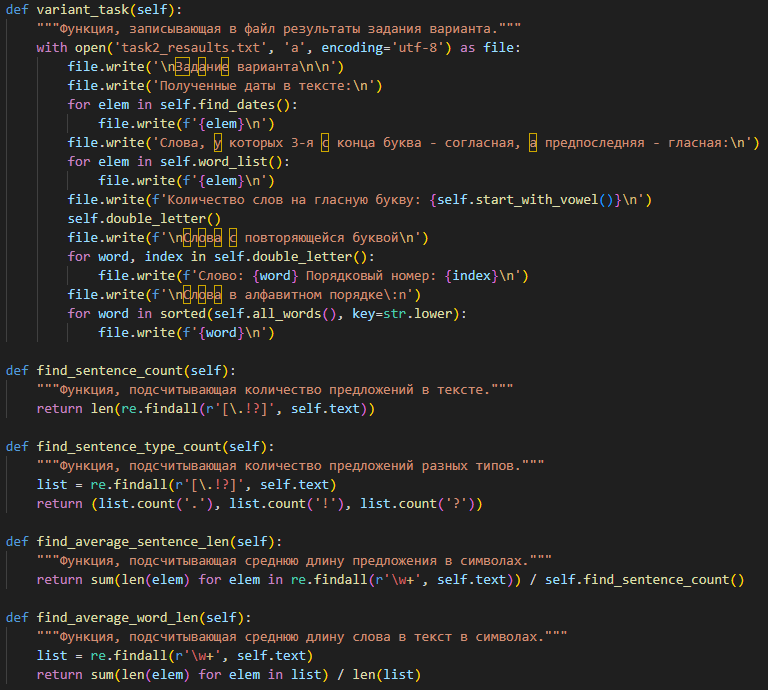 def variant_task(self):
    """Функция, записывающая в файл результаты задания варианта."""
    with open('task2_resaults.txt', 'a', encoding='utf-8') as file:
        file.write('\nЗадание варианта\n\n')
        file.write('Полученные даты в тексте:\n')
        for elem in self.find_dates():
            file.write(f'{elem}\n')
        file.write('Слова, у которых 3-я с конца буква - согласная, а предпоследняя - гласная:\n')
        for elem in self.word_list():
            file.write(f'{elem}\n')
        file.write(f'Количество слов на гласную букву: {self.start_with_vowel()}\n')
        self.double_letter()
        file.write(f'\nСлова с повторяющейся буквой\n')
        for word, index in self.double_letter():
            file.write(f'Слово: {word} Порядковый номер: {index}\n')
        file.write(f'\nСлова в алфавитном порядке\:n')
        for word in sorted(self.all_words(), key=str.lower):
            file.write(f'{word}\n')

def find_sentence_count(self):
    """Функция, подсчитывающая количество предложений в тексте."""
    return len(re.findall(r'[\.!?]', self.text))

def find_sentence_type_count(self):
    """Функция, подсчитывающая количество предложений разных типов."""
    list = re.findall(r'[\.!?]', self.text)
    return (list.count('.'), list.count('!'), list.count('?'))

def find_average_sentence_len(self):
    """Функция, подсчитывающая среднюю длину предложения в символах."""
    return sum(len(elem) for elem in re.findall(r'\w+', self.text)) / self.find_sentence_count()

def find_average_word_len(self):
    """Функция, подсчитывающая среднюю длину слова в текст в символах."""
    list = re.findall(r'\w+', self.text)
    return sum(len(elem) for elem in list) / len(list)